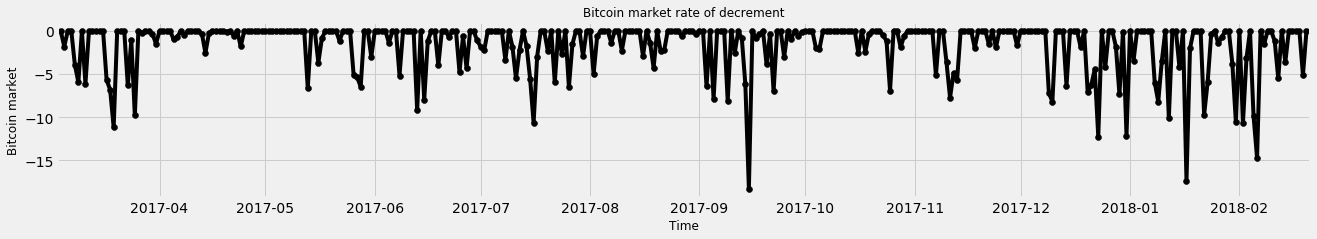 Bitcoin market rate of decrement
Bitcoin market
0
−5
−10
−15
2017-04 2017-05 2017-06 2017-07 2017-08 2017-09 2017-10 2017-11 2017-12 2018-01 2018-02
Time